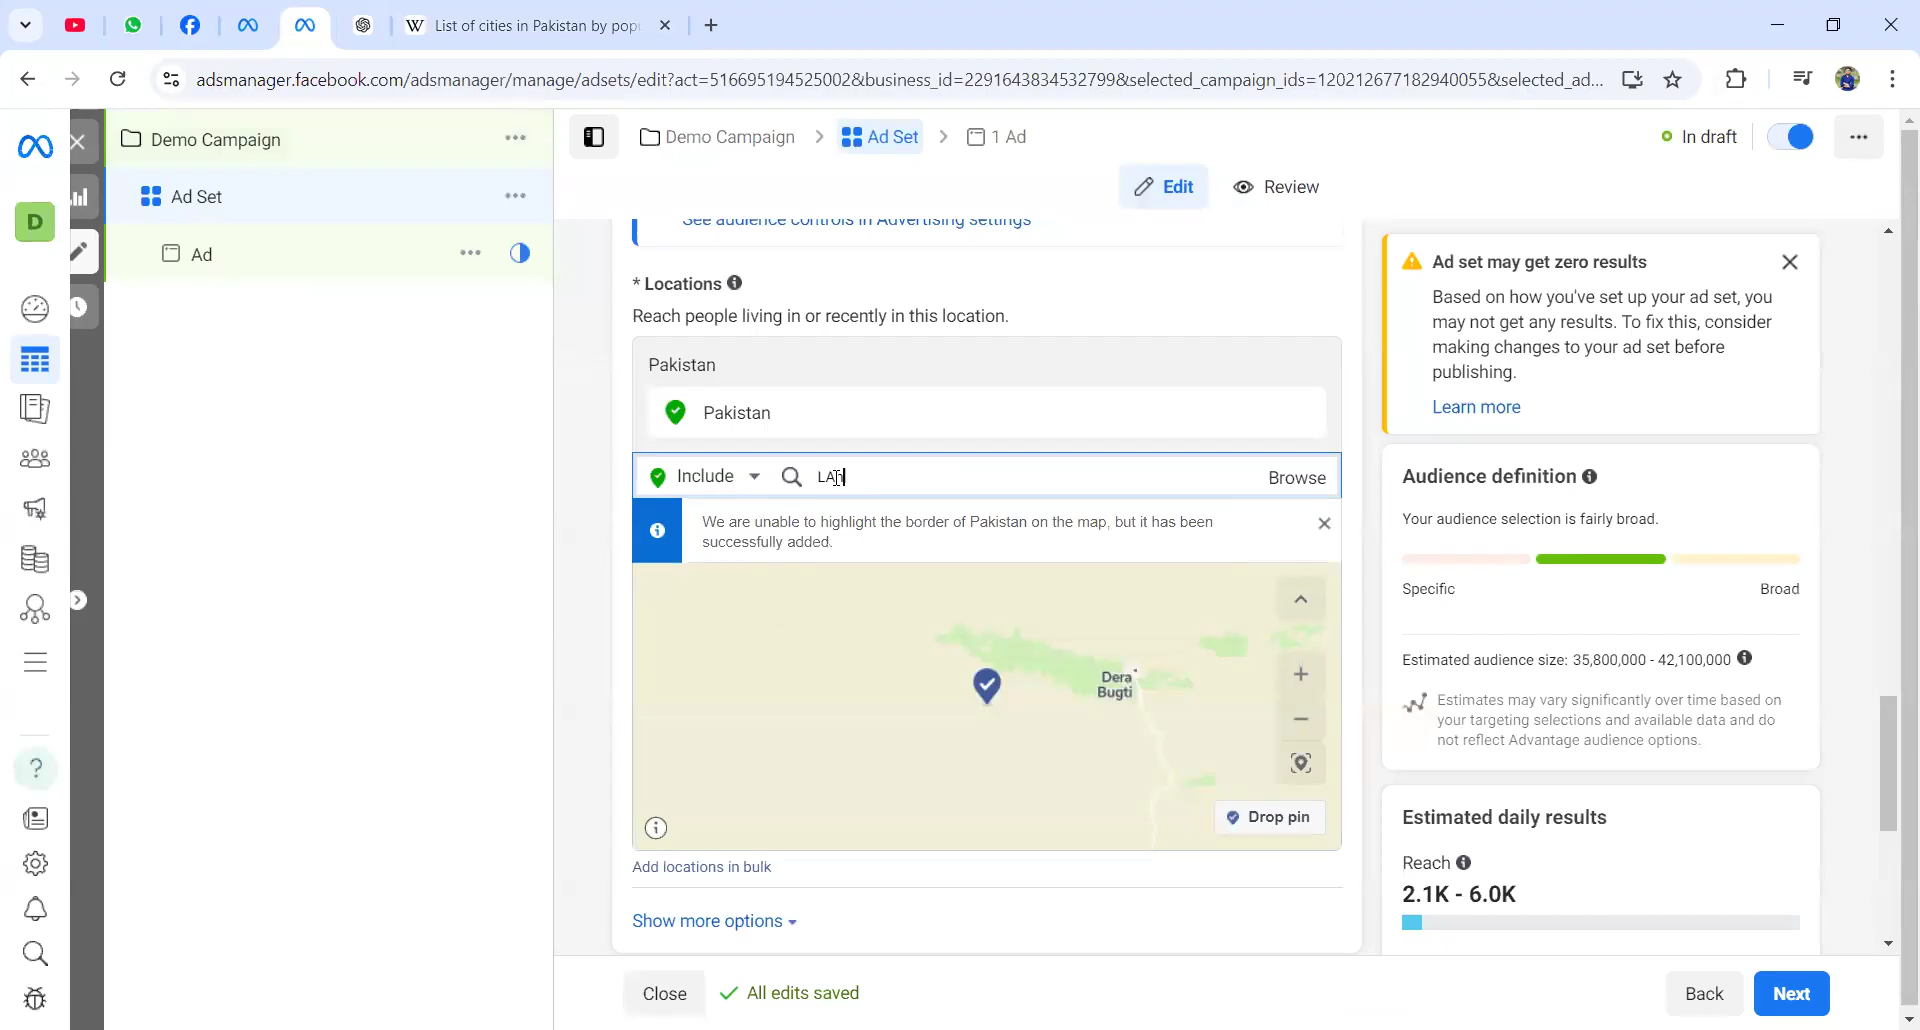 List of cities in Pakistan by pop
adsmanager.facebook.com/adsmanager/manage/adsets/edit?act=516695194525002&business_id=2291643834532799&selected_campaign_ids=120212677182940055&selected_ad...
Demo Campaign
Ad Set
Ad
D
Demo Campaign
Ad Set
1 Ad
In draft
Edit
Review
See audience controls in Advertising settings
* Locations
Reach people living in or recently in this location.
Pakistan
Pakistan
Include
LAh
Browse
We are unable to highlight the border of Pakistan on the map, but it has been
successfully added.
Dera
Bugti
Drop pin
Add locations in bulk
Show more options
Ad set may get zero results
Based on how you've set up your ad set, you
may not get any results. To fix this, consider
making changes to your ad set before
publishing.
Learn more
Audience definition
Your audience selection is fairly broad.
Specific
Broad
Estimated audience size: 35,800,000 - 42,100,000
Estimates may vary significantly over time based on
your targeting selections and available data and do
not reflect Advantage audience options.
Estimated daily results
Reach
2.1K - 6.0K
Close
All edits saved
Back
Next